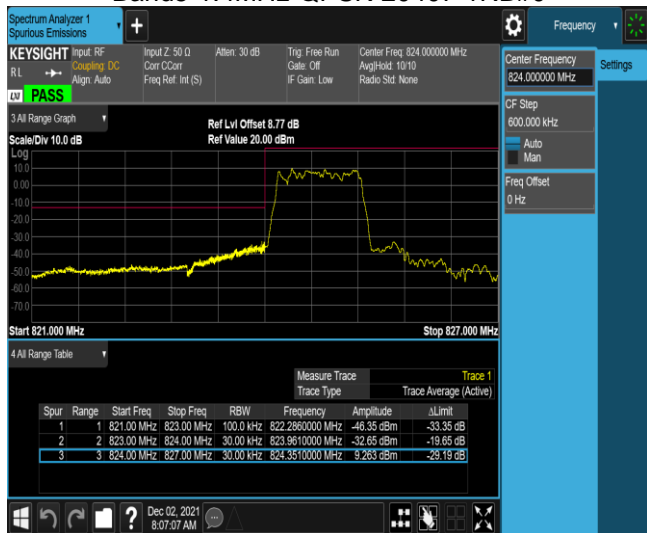 Spectrum Analyzer 1
Spurious Emissions
Frequency
KEYSIGHT
RL
Input: RF
Coupling: DC
Align: Auto
Input Z: 50 Ω
Corr CCorr
Freq Ref: Int (S)
Atten: 30 dB
Trig: Free Run
Gate: Off
IF Gain: Low
Center Freq: 824.000000 MHz
Avg|Hold: 10/10
Radio Std: None
PASS
Center Frequency
824.000000 MHz
Settings
CF Step
600.000 kHz
Auto
Man
Freq Offset
0 Hz
3 All Range Graph
Scale/Div 10.0 dB
Ref Lvl Offset 8.77 dB
Ref Value 20.00 dBm
Log
10.0
0.00
-10.0
-20.0
-30.0
-40.0
-50.0
-60.0
-70.0
Start 821.000 MHz
Stop 827.000 MHz
4 All Range Table
Measure Trace Trace 1
Trace Type Trace Average (Active)
Spur Range Start Freq Stop Freq RBW Frequency Amplitude ΔLimit
1 1 821.00 MHz 823.00 MHz 100.0 kHz 822.2860000 MHz -46.35 dBm -33.35 dB
2 2 823.00 MHz 824.00 MHz 30.00 kHz 823.9610000 MHz -32.65 dBm -19.65 dB
3 3 824.00 MHz 827.00 MHz 30.00 kHz 824.3510000 MHz 9.263 dBm -29.19 dB
?
Dec 02, 2021
8:07:07 AM